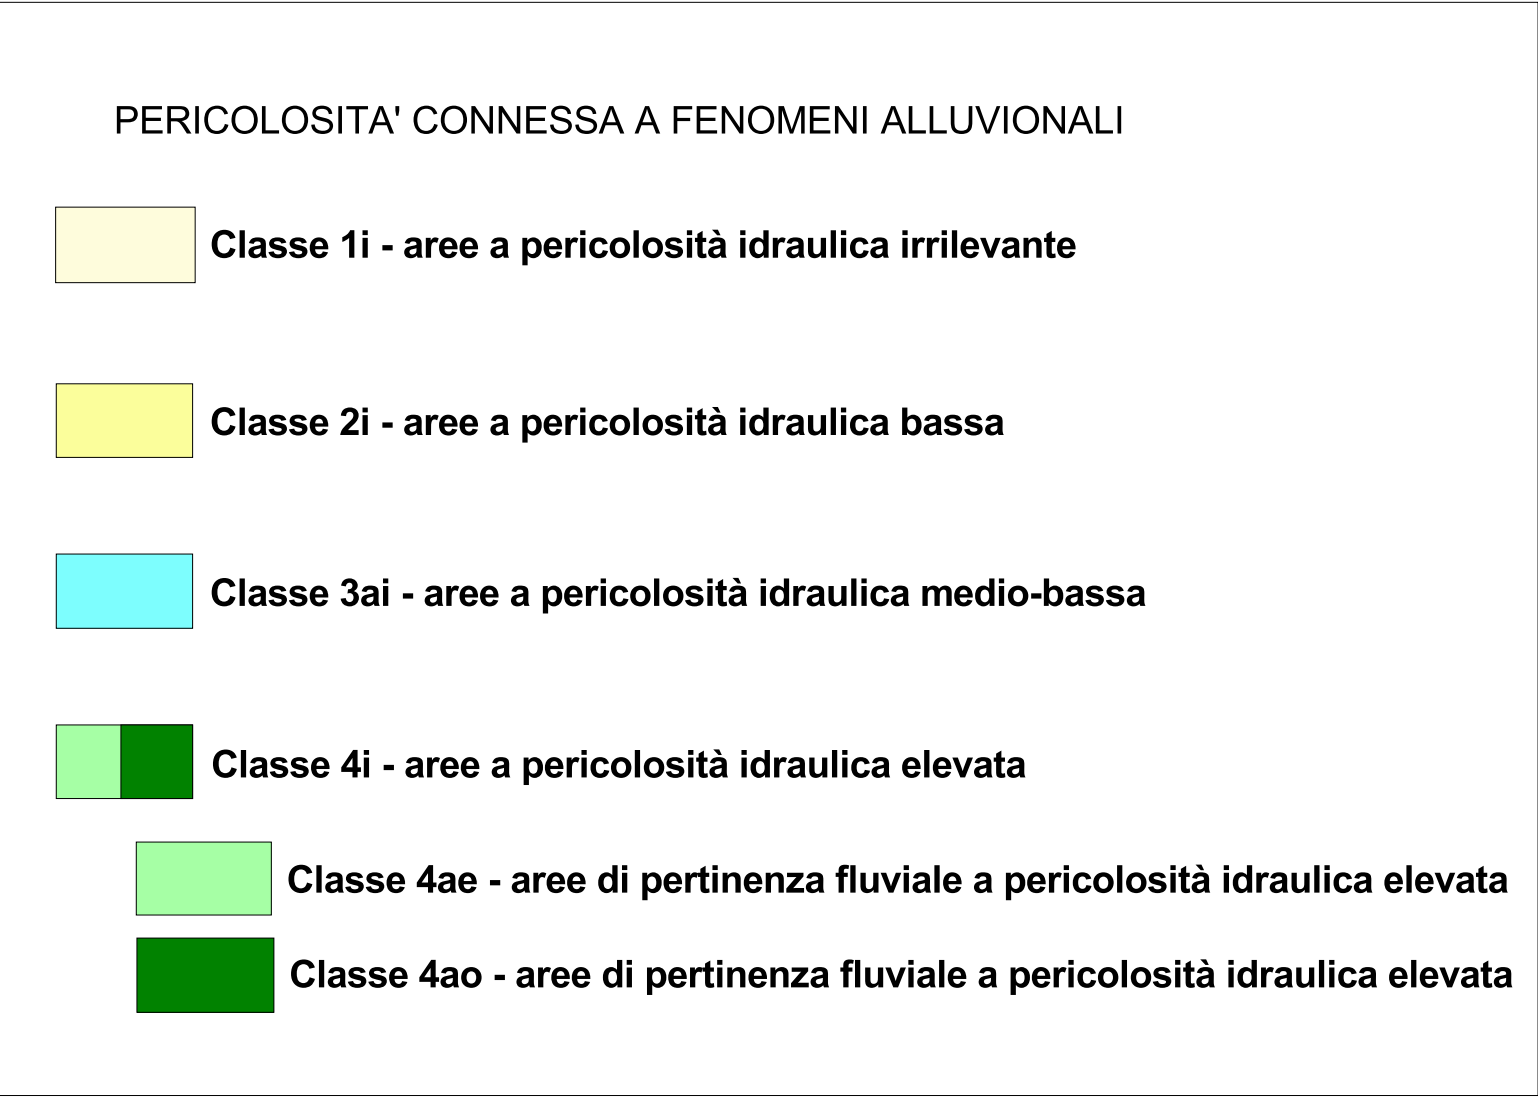 PERICOLOSITA' CONNESSA A FENOMENI ALLUVIONALI
Classe 1i - aree a pericolosità idraulica irrilevante
Classe 2i - aree a pericolosità idraulica bassa
Classe 3ai - aree a pericolosità idraulica medio-bassa
Classe 4i - aree a pericolosità idraulica elevata
Classe 4ae - aree di pertinenza fluviale a pericolosità idraulica elevata
Classe 4ao - aree di pertinenza fluviale a pericolosità idraulica elevata